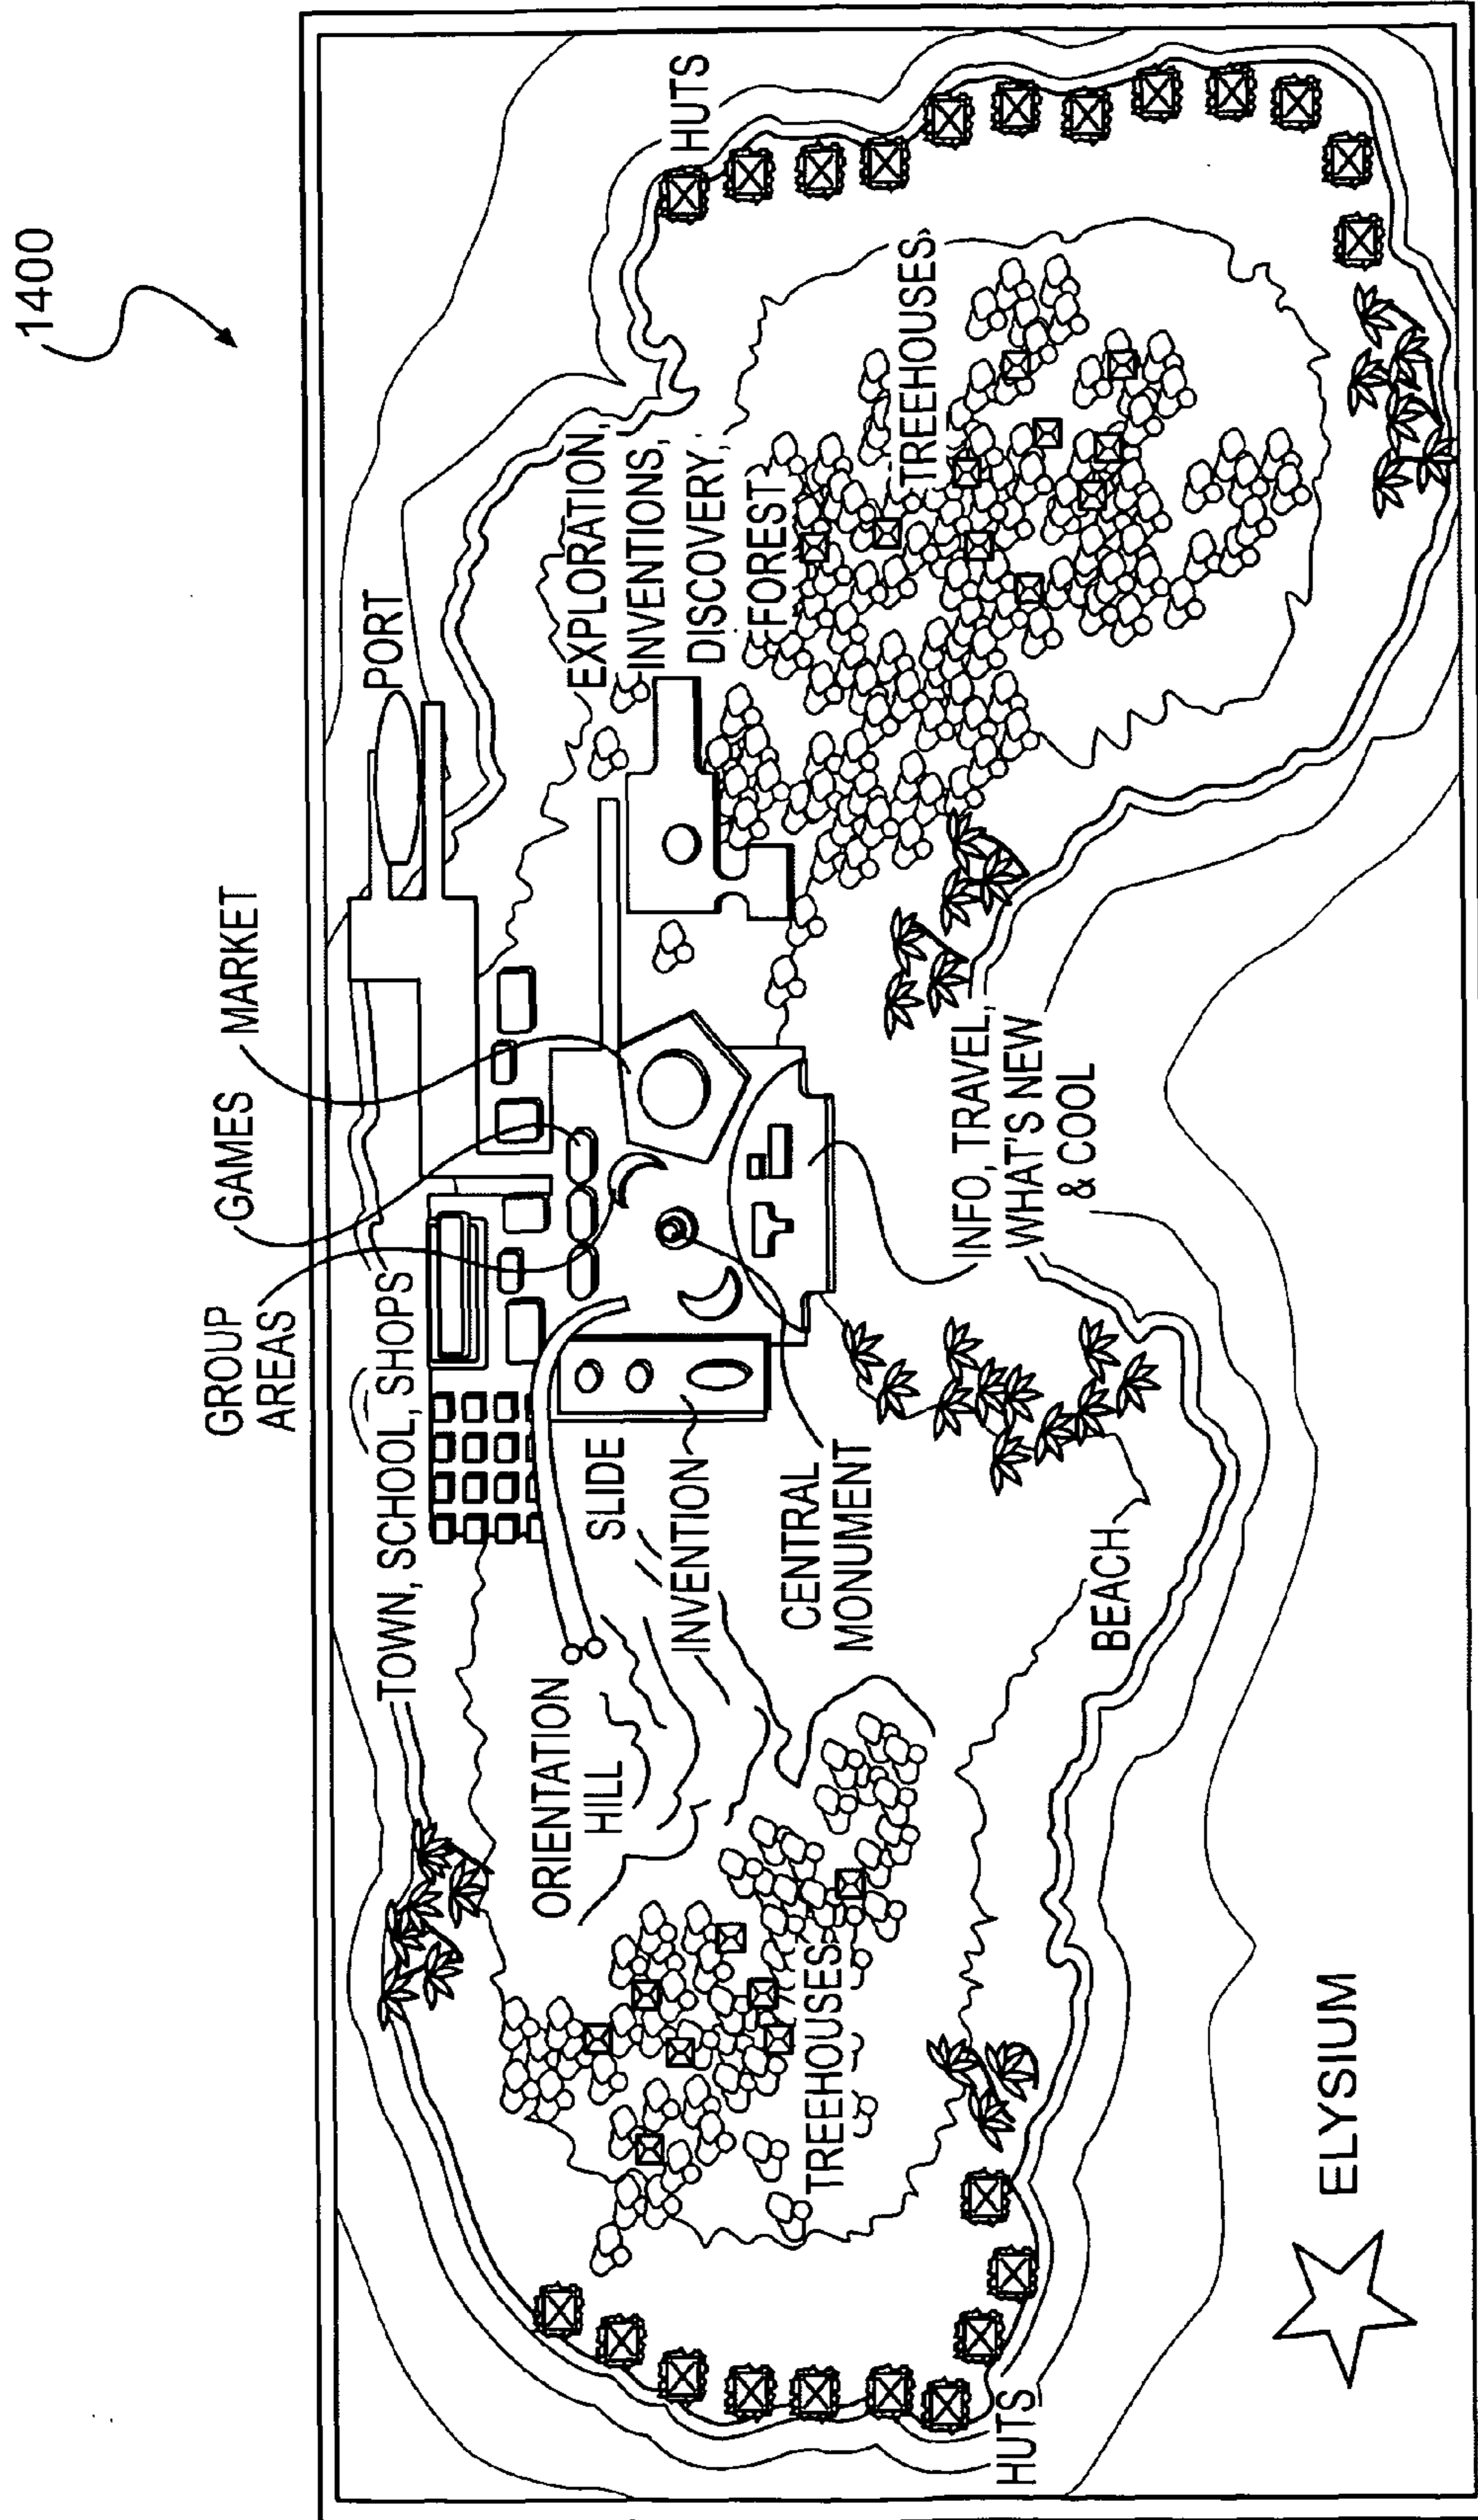 1400
GROUP
AREAS
GAMES
MARKET
TOWN, SCHOOL, SHOPS
PORT
HUTS
ORIENTATION
HILL
SLIDE
INVENTION
CENTRAL
MONUMENT
EXPLORATION,
INVENTIONS,
DISCOVERY,
FOREST
TREEHOUSES
TREEHOUSES
INFO, TRAVEL,
WHAT'S NEW
& COOL
BEACH
HUTS
ELYSIUM